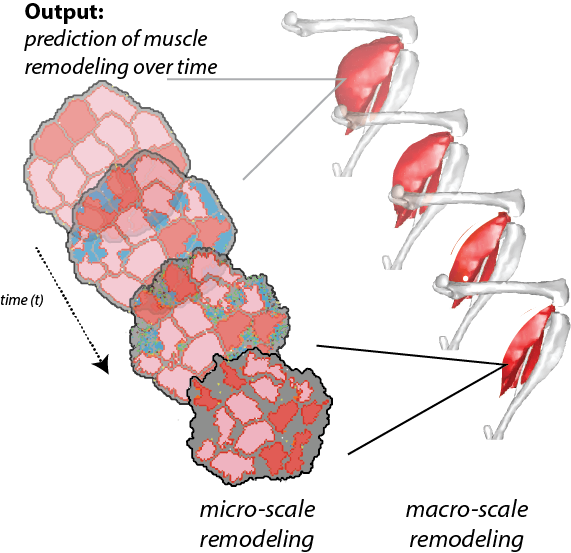 Output:
prediction of muscle
remodeling over time
time (t)
micro-scale
remodeling
macro-scale
remodeling